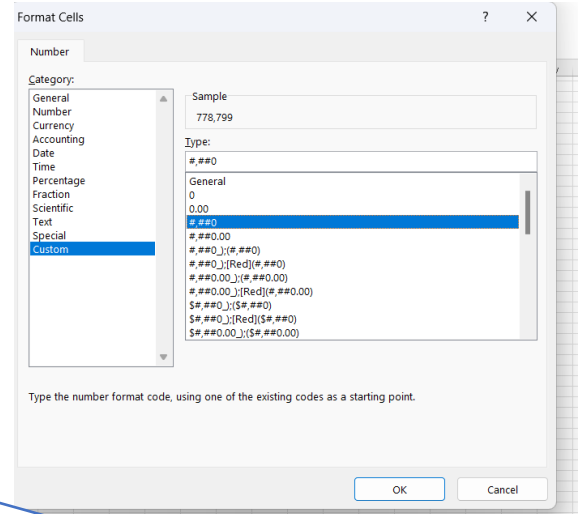 Format Cells ? ×
Number
Category:
General
Number
Currency
Accounting
Date
Time
Percentage
Fraction
Scientific
Text
Special
Custom
Sample
778,799
Type:
#,##0
General
0
0.00
#,##0
#,##0.00
#,##0_);(#,##0)
#,##0_);[Red](#,##0)
#,##0.00_);(#,##0.00)
#,##0.00_);[Red](#,##0.00)
$#,##0_);($#,##0)
$#,##0_);[Red]($#,##0)
$#,##0.00_);($#,##0.00)
Type the number format code, using one of the existing codes as a starting point.
OK Cancel